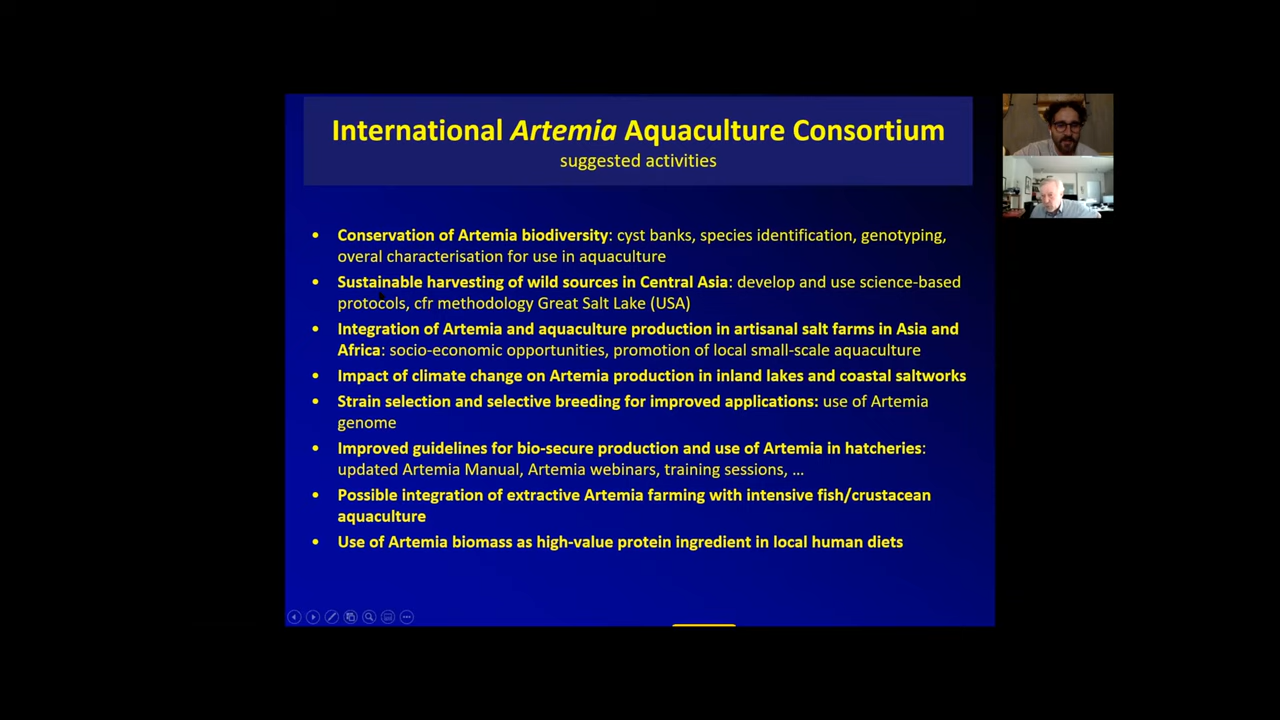 International Artemia Aquaculture Consortium
suggested activities
• Conservation of Artemia biodiversity: cyst banks, species identification, genotyping,
overal characterisation for use in aquaculture
• Sustainable harvesting of wild sources in Central Asia: develop and use science-based
protocols, cfr methodology Great Salt Lake (USA)
• Integration of Artemia and aquaculture production in artisanal salt farms in Asia and
Africa: socio-economic opportunities, promotion of local small-scale aquaculture
• Impact of climate change on Artemia production in inland lakes and coastal saltworks
• Strain selection and selective breeding for improved applications: use of Artemia
genome
• Improved guidelines for bio-secure production and use of Artemia in hatcheries:
updated Artemia Manual, Artemia webinars, training sessions, ...
• Possible integration of extractive Artemia farming with intensive fish/crustacean
aquaculture
• Use of Artemia biomass as high-value protein ingredient in local human diets